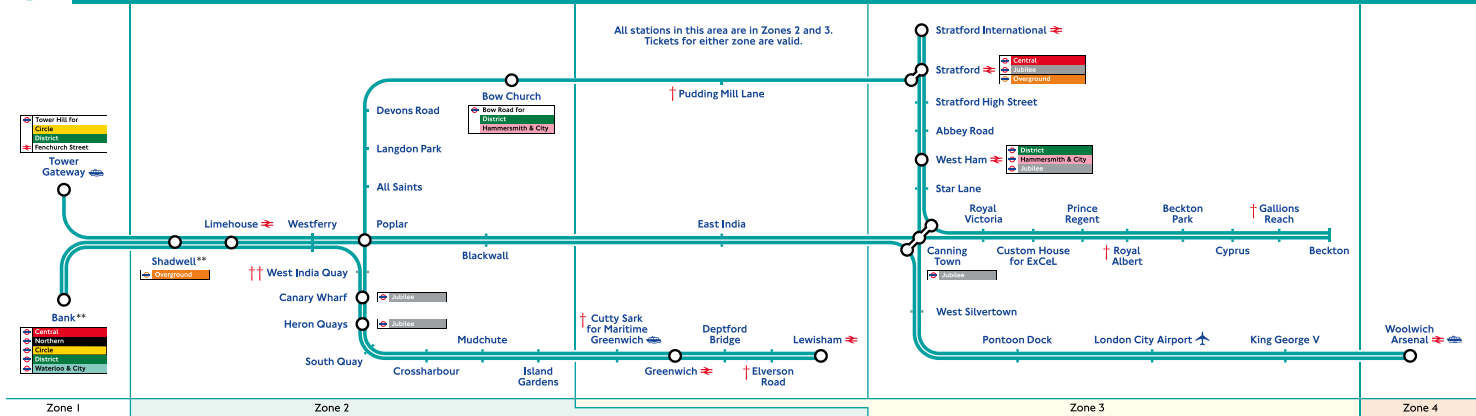 All stations in this area are in Zones 2 and 3.
Tickets for either zone are valid.
Stratford International
Stratford
Central
Jubilee
Overground
Bow Church
Bow Road for
District
Hammersmith & City
† Pudding Mill Lane
Devons Road
Stratford High Street
Tower Hill for
Circle
District
Fenchurch Street
Langdon Park
Abbey Road
West Ham
District
Hammersmith & City
Jubilee
Tower
Gateway
All Saints
Star Lane
Limehouse
Westferry
Poplar
East India
Royal
Victoria
Prince
Regent
Beckton
Park
† Gallions
Reach
Shadwell**
Overground
Blackwall
Canning
Town
Jubilee
Custom House
for ExCeL
† Royal
Albert
Cyprus
Beckton
†† West India Quay
Canary Wharf
Jubilee
Heron Quays
Jubilee
Bank**
Central
Northern
Circle
District
Waterloo & City
West Silvertown
South Quay
Mudchute
† Cutty Sark
for Maritime
Greenwich
Deptford
Bridge
Lewisham
Pontoon Dock
London City Airport
King George V
Woolwich
Arsenal
Crossharbour
Island
Gardens
Greenwich
† Elverson
Road
Zone 1
Zone 2
Zone 3
Zone 4